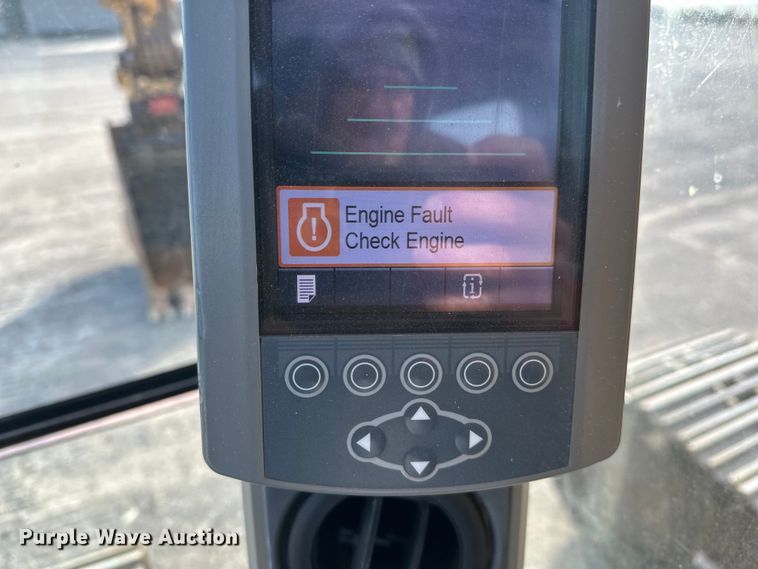 Engine Fault
Check Engine
Purple Wave Auction